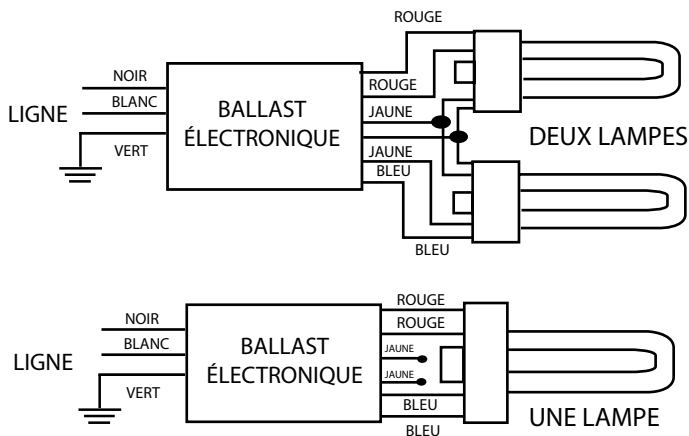 ROUGE
NOIR
ROUGE
BLANC
JAUNE
LIGNE
BALLAST
ÉLECTRONIQUE
DEUX LAMPES
VERT
JAUNE
BLEU
BLEU
ROUGE
NOIR
ROUGE
BLANC
BALLAST
ÉLECTRONIQUE
JAUNE
LIGNE
JAUNE
VERT
BLEU
UNE LAMPE
BLEU